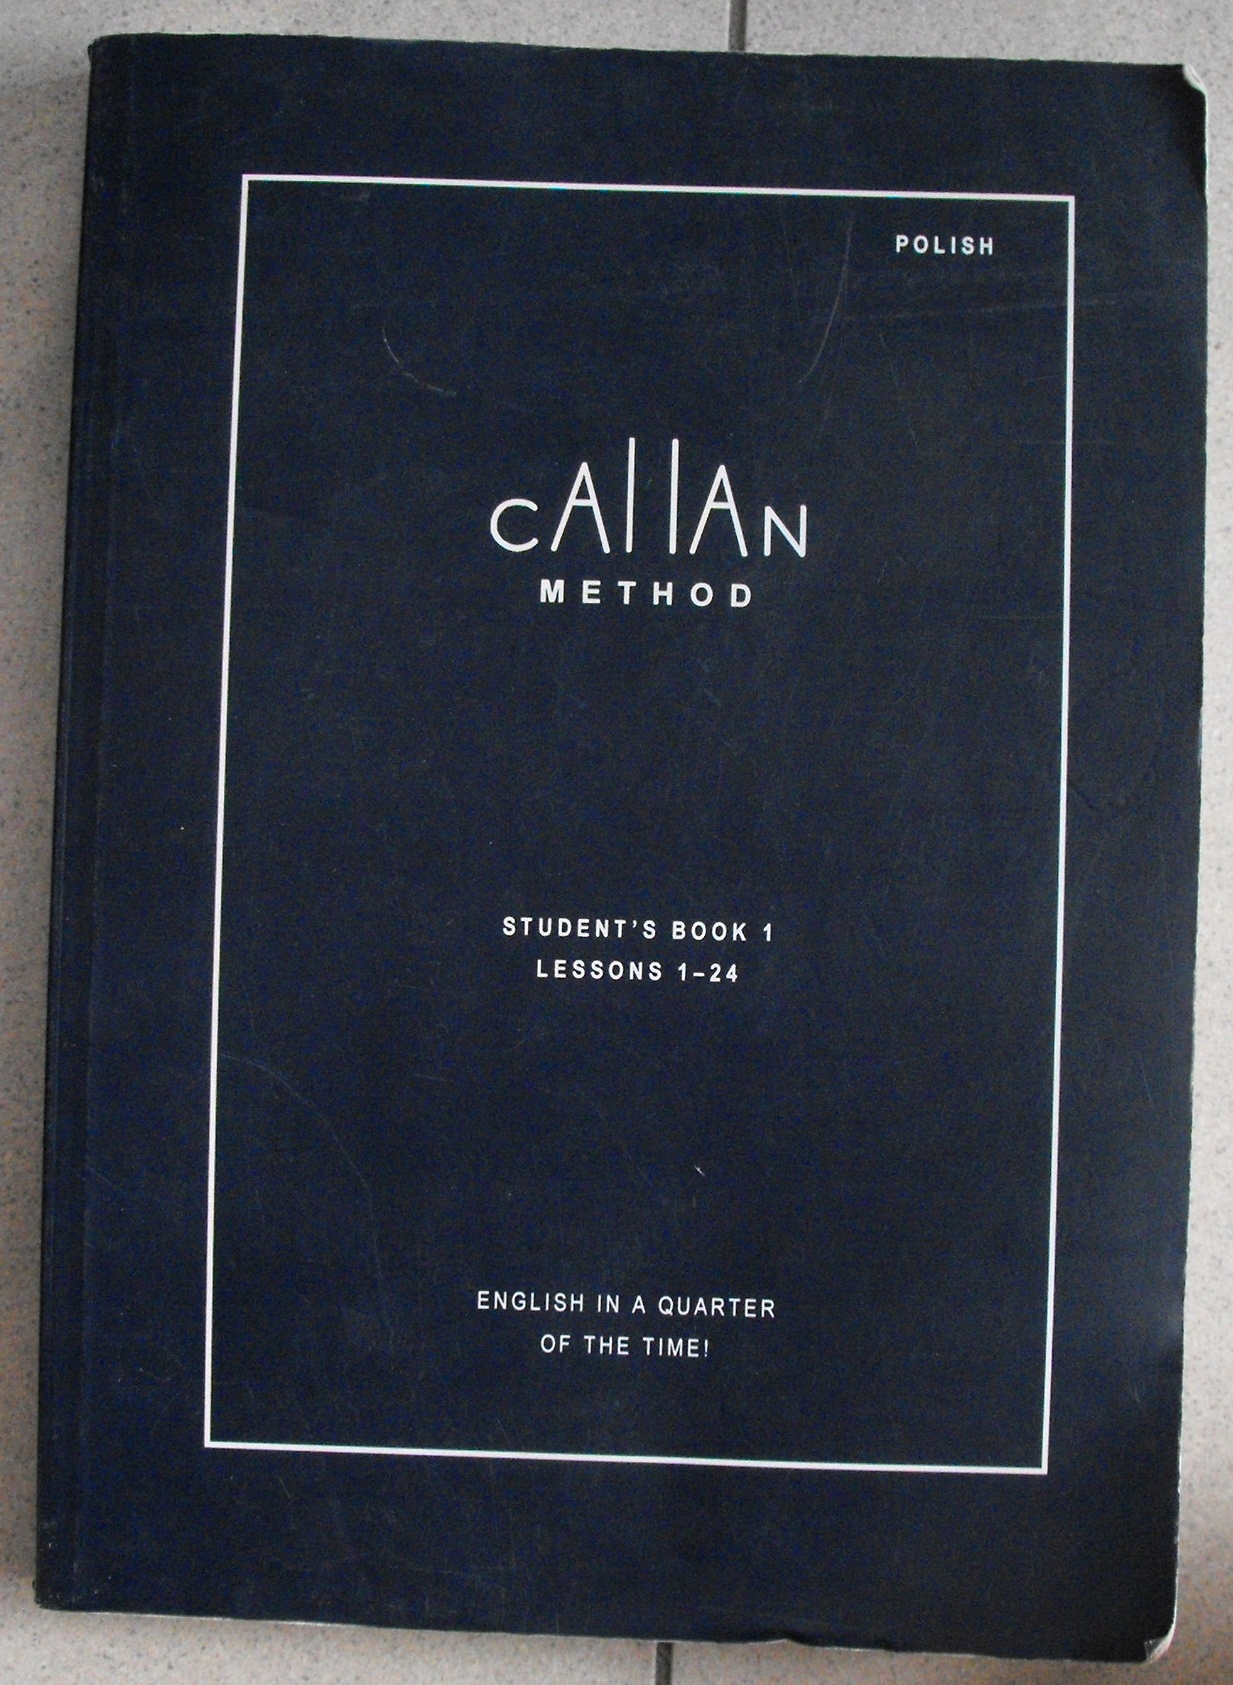 POLISH
CAllAN
METHOD
STUDENT'S BOOK 1
LESSONS 1–24
ENGLISH IN A QUARTER
OF THE TIME!